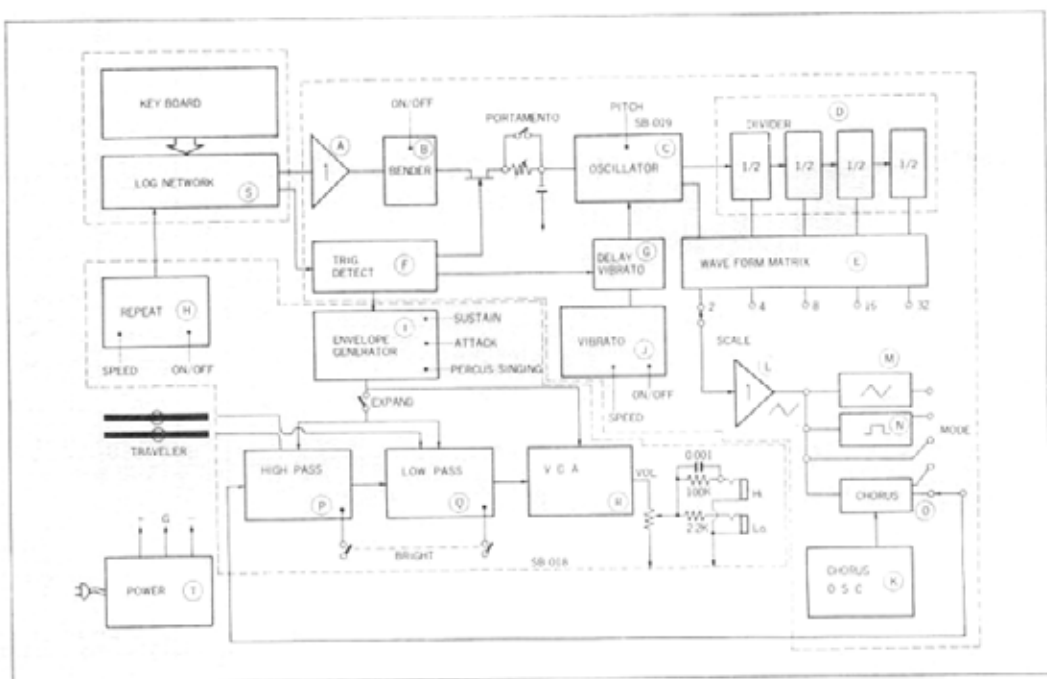 KEY BOARD
LOG NETWORK
S
ON/OFF
A
1
B
BENDER
PORTAMENTO
PITCH
SB 019
C
OSCILLATOR
DIVIDER
D
1/2
1/2
1/2
1/2
TRIG
DETECT
F
G
DELAY
VIBRATO
WAVE FORM MATRIX
E
2
4
8
16
32
REPEAT
H
SPEED
ON/OFF
ENVELOPE
GENERATOR
I
SUSTAIN
ATTACK
PERCUS SINGING
VIBRATO
J
SPEED
ON/OFF
SCALE
L
1
M
N
MODE
EXPAND
TRAVELER
HIGH PASS
P
LOW PASS
Q
V C A
R
VOL
0.001
100K
2.2K
Hi
Lo
CHORUS
O
BRIGHT
SB 018
CHORUS
O S C
K
G
POWER
T